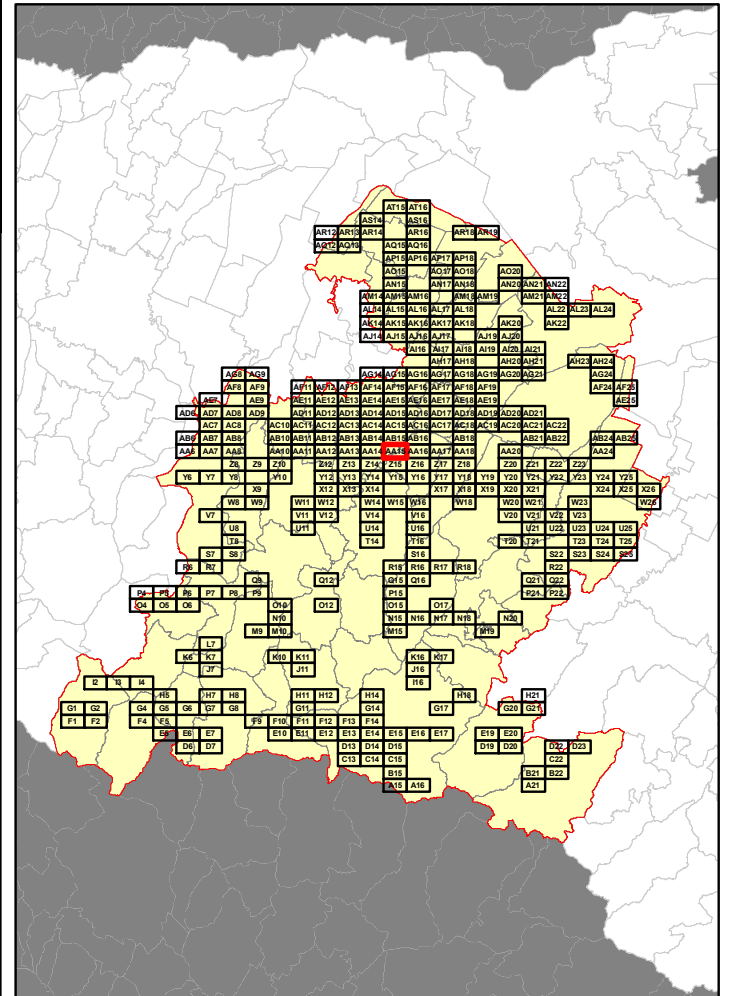 AT15 AT16
AS14 AS16
AR12 AR13 AR14 AR16 AR18 AR19
AQ12 AQ13 AQ15 AQ16
AP15 AP16 AP17 AP18
AO15 AO17 AO18 AO20
AN15 AN17 AN18 AN20 AN21 AN22
AM14 AM15 AM16 AM18 AM19 AM21 AM22
AL14 AL15 AL16 AL17 AL18 AL22 AL23 AL24
AK14 AK15 AK16 AK17 AK18 AK20 AK22
AJ14 AJ15 AJ16 AJ17 AJ19 AJ20
AI16 AI17 AI18 AI19 AI20 AI21
AH17 AH18 AH20 AH21 AH23 AH24
AG8 AG9 AG14 AG15 AG16 AG17 AG18 AG19 AG20 AG21 AG24
AF8 AF9 AF11 AF12 AF13 AF14 AF15 AF16 AF17 AF18 AF19 AF24 AF25
AE7 AE9 AE11 AE12 AE13 AE14 AE15 AE16 AE17 AE18 AE19 AE25
AD6 AD7 AD8 AD9 AD11 AD12 AD13 AD14 AD15 AD16 AD17 AD18 AD19 AD20 AD21
AC7 AC8 AC10 AC11 AC12 AC13 AC14 AC15 AC16 AC17 AC18 AC19 AC20 AC21 AC22
AB6 AB7 AB8 AB10 AB11 AB12 AB13 AB14 AB15 AB16 AB18 AB21 AB22 AB24 AB25
AA6 AA7 AA8 AA10 AA11 AA12 AA13 AA14 AA15 AA16 AA17 AA18 AA20 AA24
Z8 Z9 Z10 Z12 Z13 Z14 Z15 Z16 Z17 Z18 Z20 Z21 Z22 Z23
Y6 Y7 Y8 Y10 Y12 Y13 Y14 Y15 Y16 Y17 Y18 Y19 Y20 Y21 Y22 Y24 Y25
X9 X12 X13 X14 X17 X18 X19 X20 X21 X24 X25 X26
W8 W9 W11 W12 W14 W15 W16 W18 W20 W21 W23 W26
V7 V11 V12 V14 V16 V20 V21 V22 V23
U8 U11 U14 U16 U21 U22 U23 U24 U25
T8 T14 T16 T20 T21 T23 T24 T25
S7 S8 S16 S22 S23 S24 S25
R6 R7 R15 R16 R17 R18 R22
Q9 Q12 Q15 Q16 Q21 Q22
P4 P5 P6 P7 P8 P9 P15 P21 P22
O4 O5 O6 O10 O12 O15 O17
N10 N15 N16 N17 N18 N20
M9 M10 M15 M19
L7
K6 K7 K10 K11 K16 K17
J7 J11 J16
I2 I3 I4 I16
H5 H7 H8 H11 H12 H14 H18 H21
G1 G2 G4 G5 G6 G7 G8 G11 G14 G17 G20 G21
F1 F2 F4 F5 F9 F10 F11 F12 F13 F14
E5 E6 E7 E10 E11 E12 E13 E14 E15 E16 E17 E19 E20
D6 D7 D13 D14 D15 D19 D20 D22 D23
C13 C14 C15 C22
B15 B21 B22
A15 A16 A21